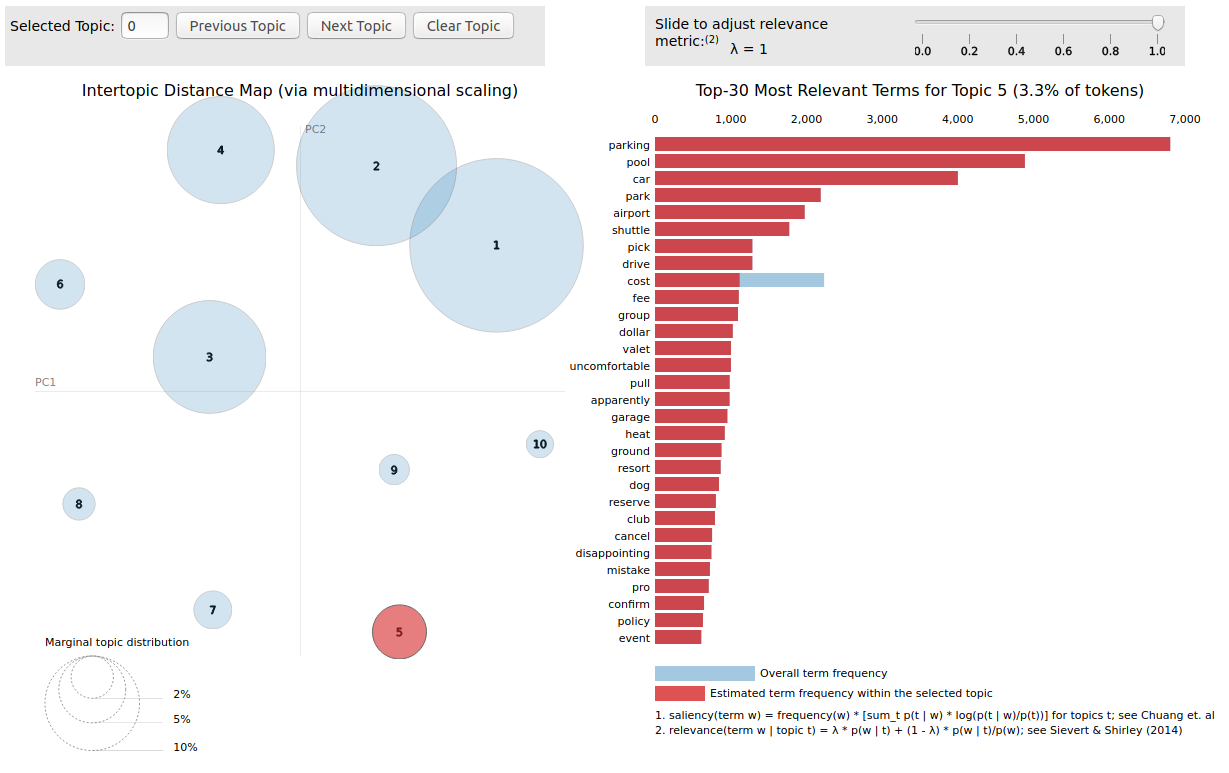 Selected Topic: 0 Previous Topic Next Topic Clear Topic
Slide to adjust relevance
metric:(2) λ = 1
0.0 0.2 0.4 0.6 0.8 1.0
Intertopic Distance Map (via multidimensional scaling)
PC2
PC1
4
2
1
6
3
10
9
8
7
5
Marginal topic distribution
2%
5%
10%
Top-30 Most Relevant Terms for Topic 5 (3.3% of tokens)
0 1,000 2,000 3,000 4,000 5,000 6,000 7,000
parking
pool
car
park
airport
shuttle
pick
drive
cost
fee
group
dollar
valet
uncomfortable
pull
apparently
garage
heat
ground
resort
dog
reserve
club
cancel
disappointing
mistake
pro
confirm
policy
event
Overall term frequency
Estimated term frequency within the selected topic
1. saliency(term w) = frequency(w) * [sum_t p(t | w) * log(p(t | w)/p(t))] for topics t; see Chuang et. al
2. relevance(term w | topic t) = λ * p(w | t) + (1 - λ) * p(w | t)/p(w); see Sievert & Shirley (2014)